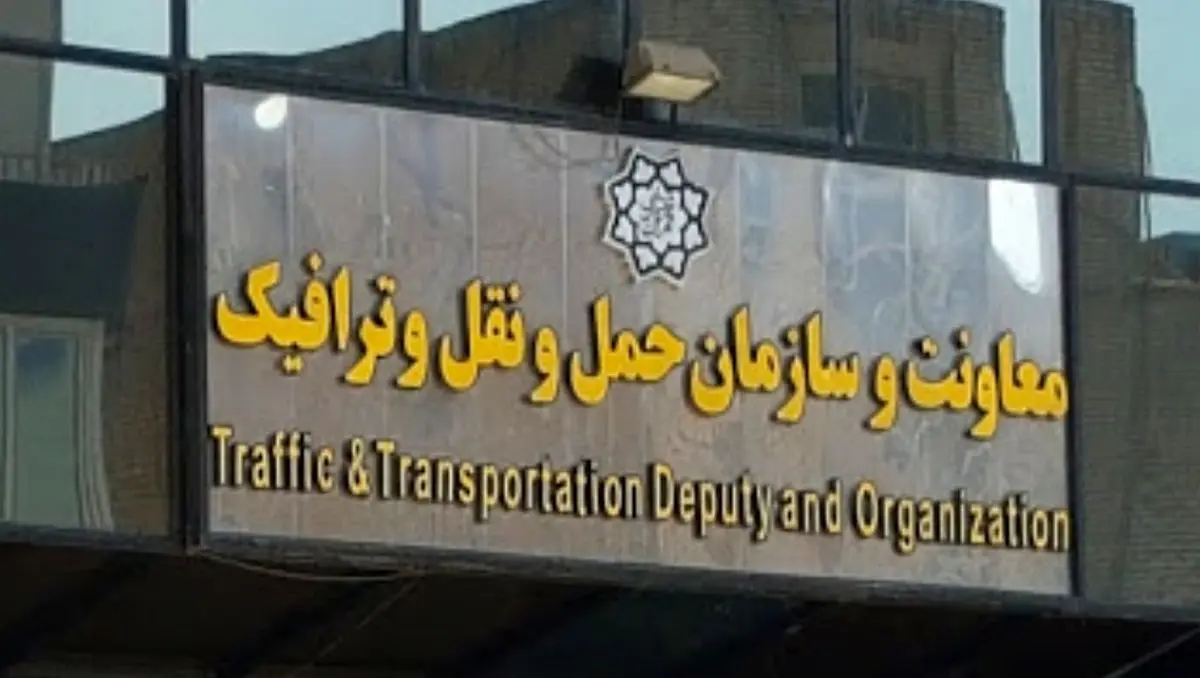 معاونت و سازمان حمل و نقل و ترافیک
Traffic & Transportation Deputy and Organization